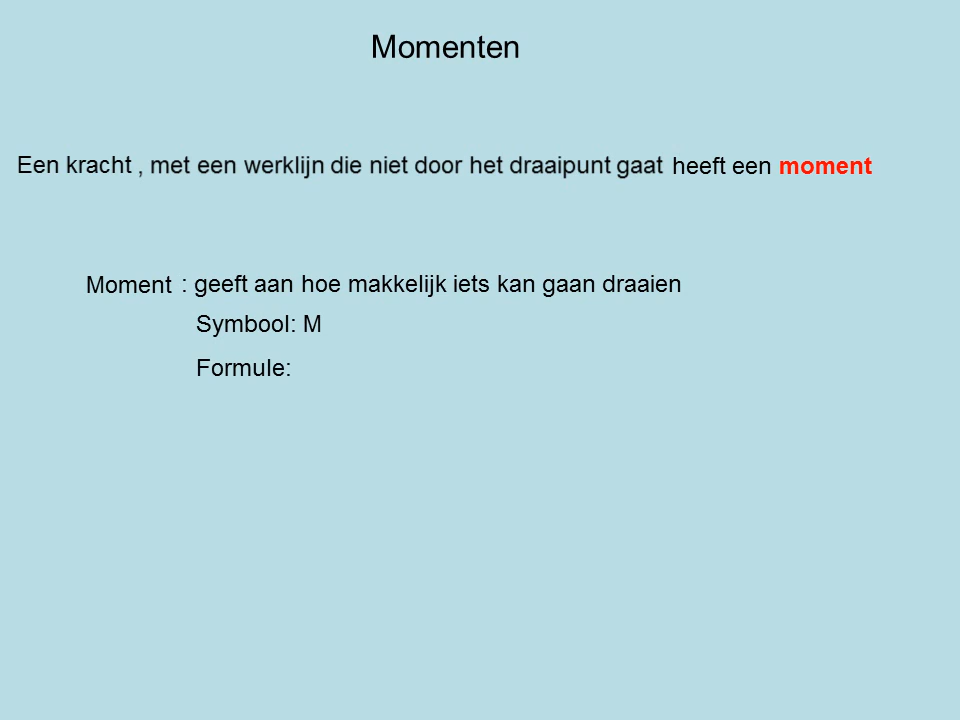 Momenten
Een kracht , met een werklijn die niet door het draaipunt gaat heeft een moment
Moment : geeft aan hoe makkelijk iets kan gaan draaien
Symbool: M
Formule: